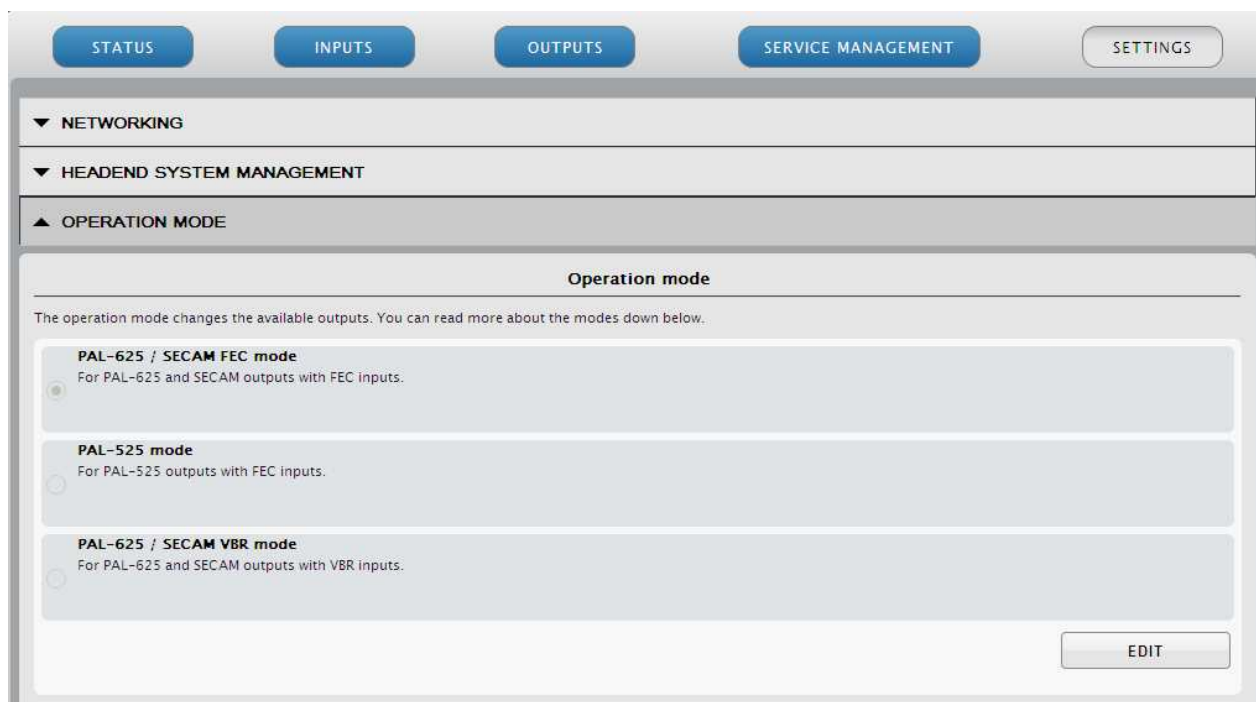 STATUS INPUTS OUTPUTS SERVICE MANAGEMENT SETTINGS
NETWORKING
HEADEND SYSTEM MANAGEMENT
OPERATION MODE
Operation mode
The operation mode changes the available outputs. You can read more about the modes down below.
PAL-625 / SECAM FEC mode
For PAL-625 and SECAM outputs with FEC inputs.
PAL-525 mode
For PAL-525 outputs with FEC inputs.
PAL-625 / SECAM VBR mode
For PAL-625 and SECAM outputs with VBR inputs.
EDIT